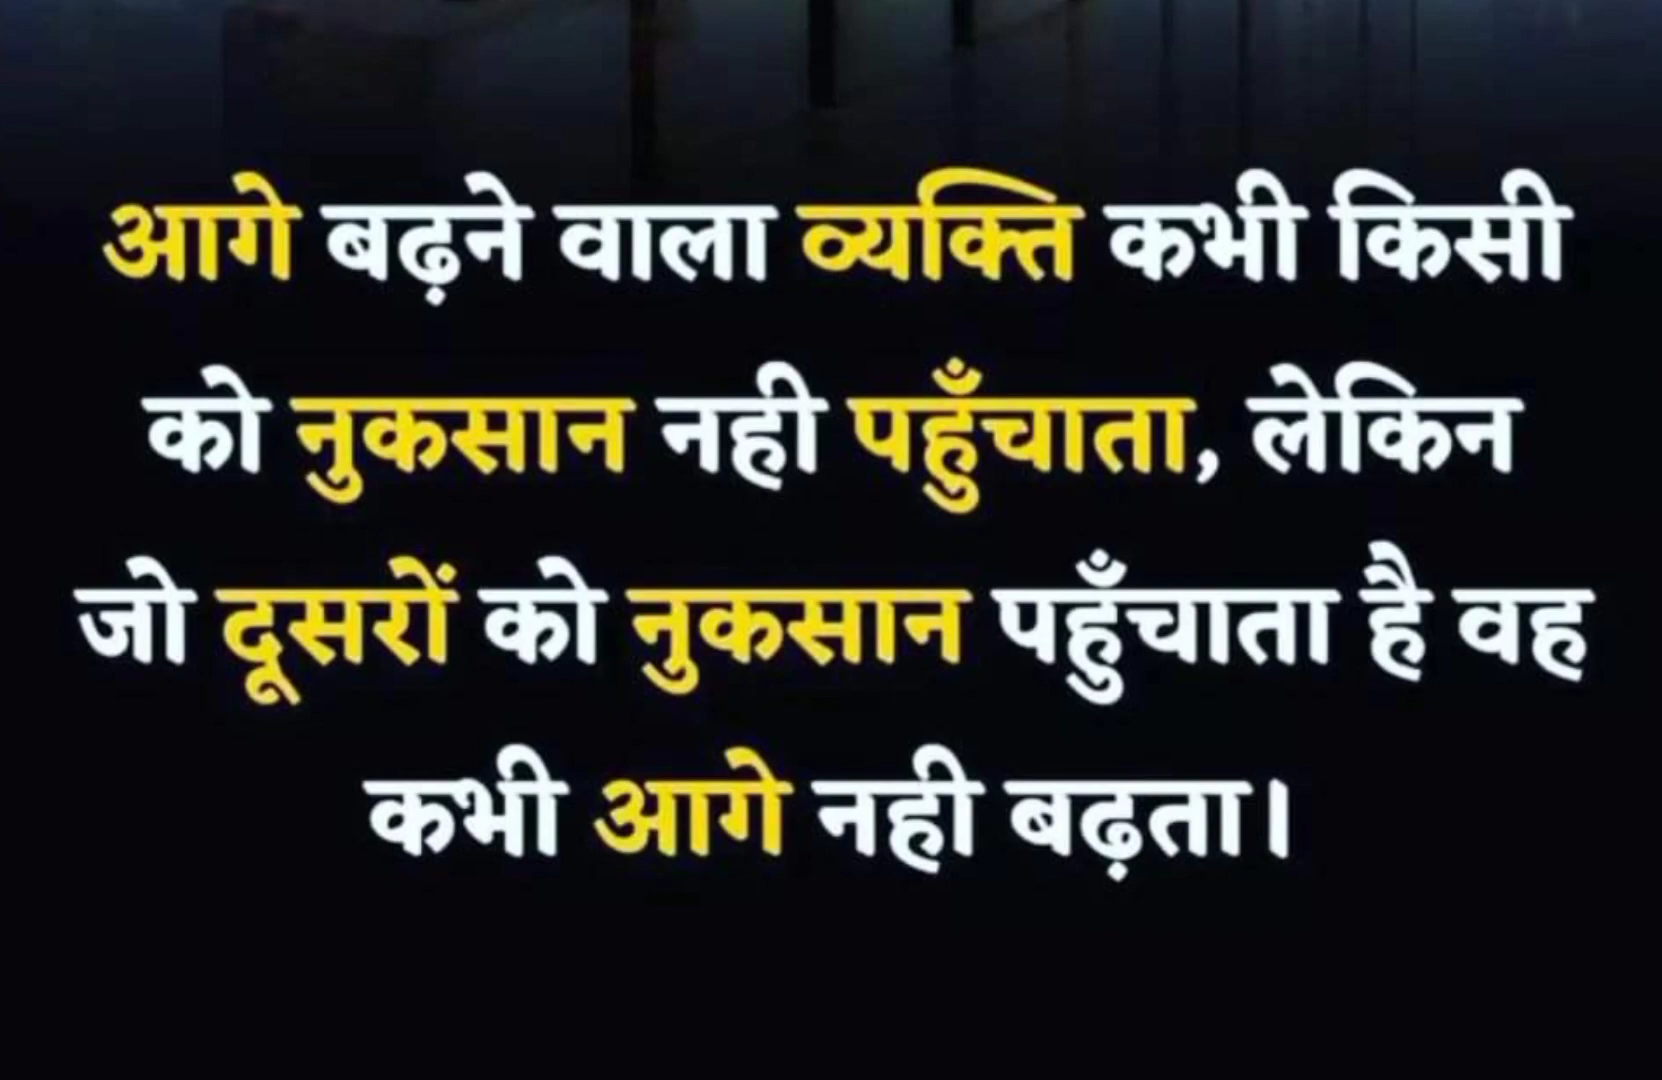 आगे बढ़ने वाला व्यक्ति कभी किसी
को नुकसान नही पहुँचाता, लेकिन
जो दूसरों को नुकसान पहुँचाता है वह
कभी आगे नही बढ़ता।